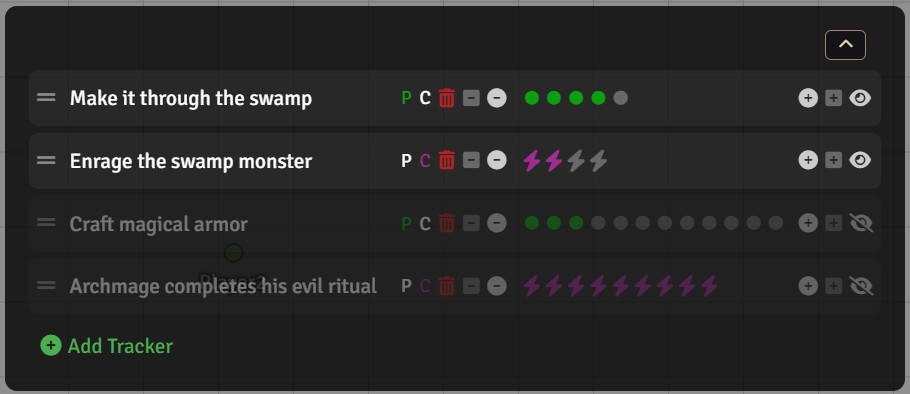 Make it through the swamp P C
Enrage the swamp monster P C
Craft magical armor P C
Archmage completes his evil ritual P C
Add Tracker